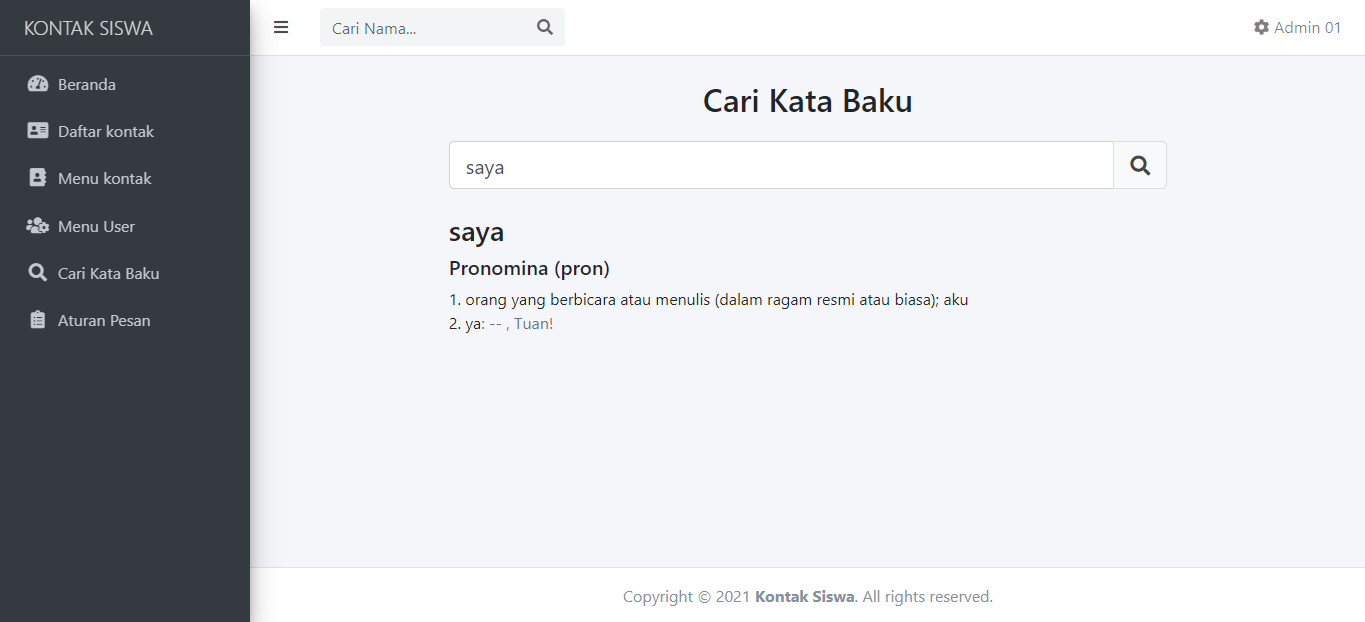 KONTAK SISWA
Beranda
Daftar kontak
Menu kontak
Menu User
Cari Kata Baku
Aturan Pesan
Cari Nama...
Admin 01
Cari Kata Baku
saya
saya
Pronomina (pron)
1. orang yang berbicara atau menulis (dalam ragam resmi atau biasa); aku
2. ya: -- , Tuan!
Copyright © 2021 Kontak Siswa. All rights reserved.